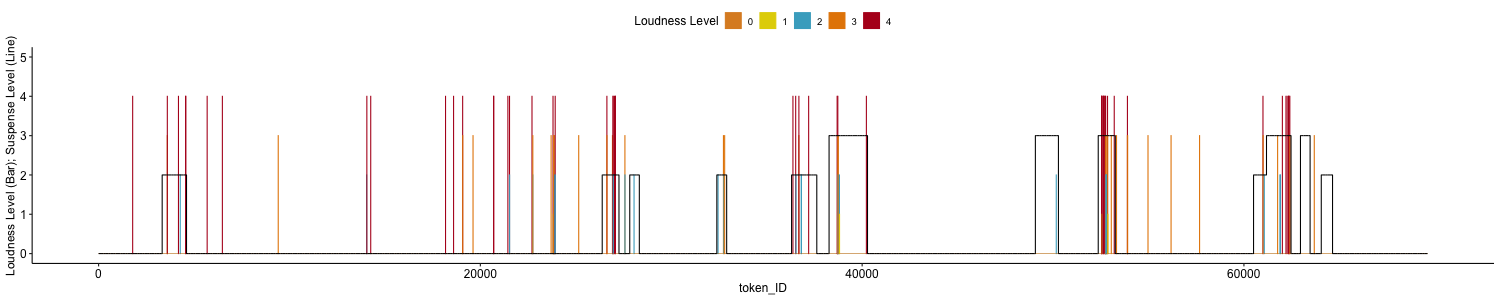 Loudness Level 0 1 2 3 4
Loudness Level (Bar); Suspense Level (Line)
5
4
3
2
1
0
0 20000 40000 60000
token_ID